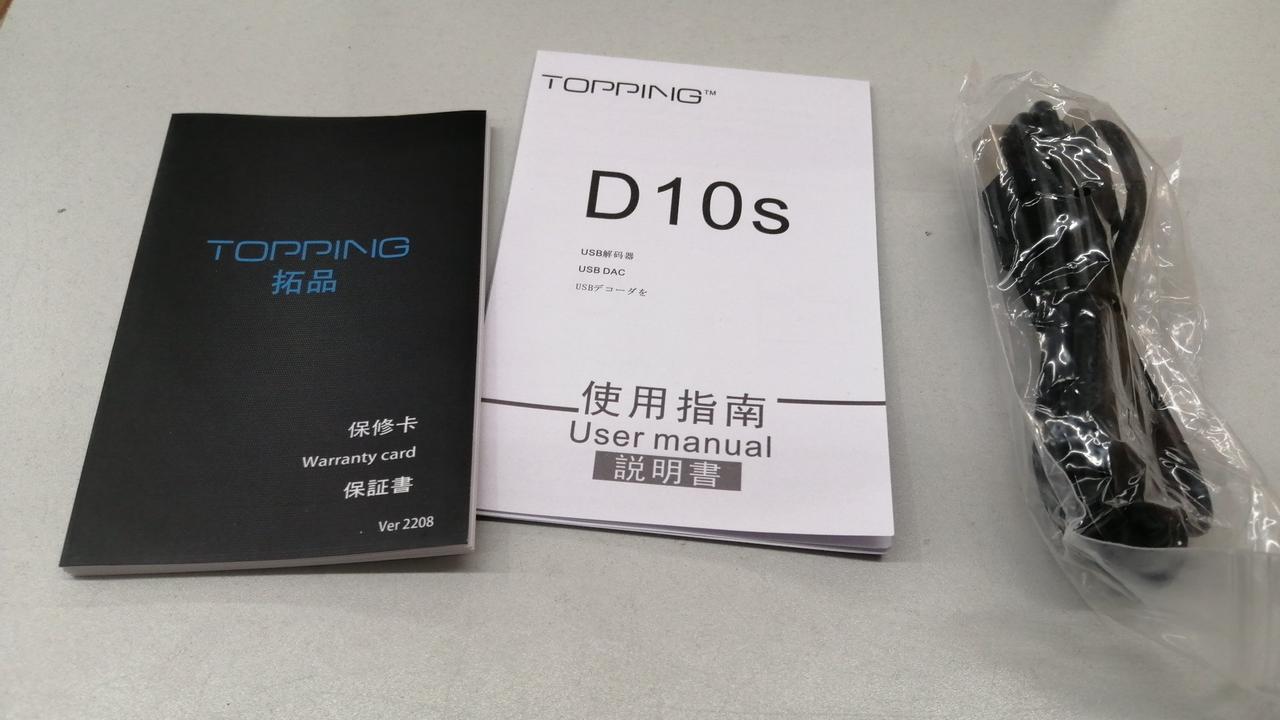 TOPPING
拓品
保修卡
Warranty card
保証書
Ver 2208
TOPPING™
D10s
USB解码器
USB DAC
USBデコーダを
使用指南
User manual
説明書